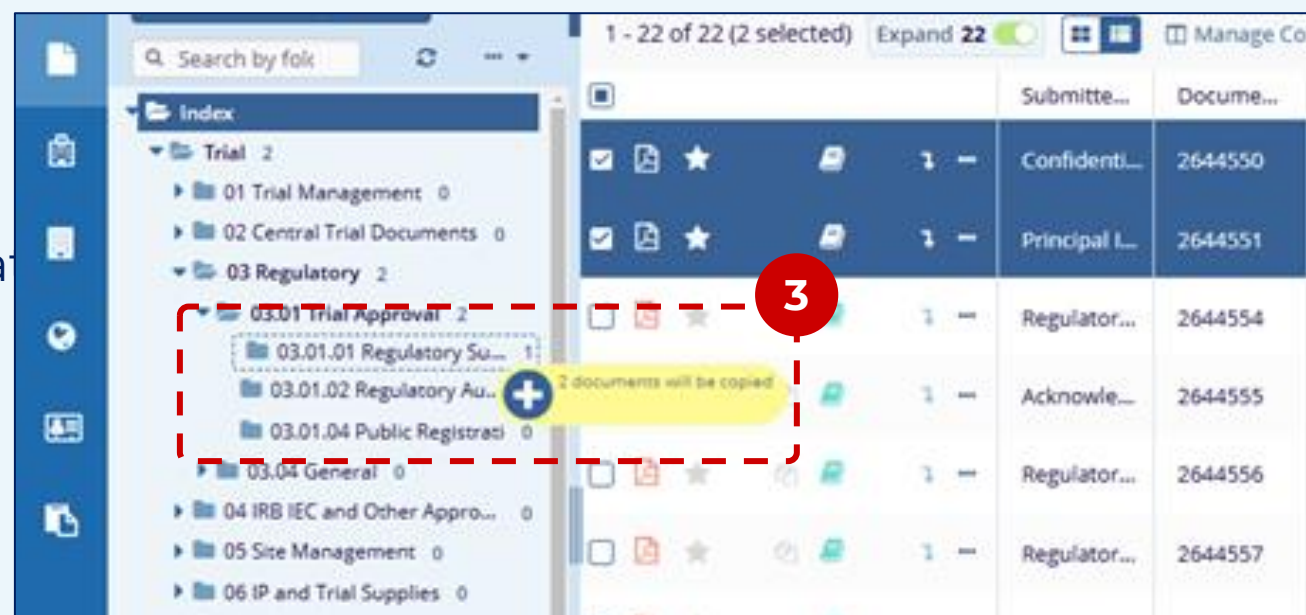 1 - 22 of 22 (2 selected) Expand 22 Manage Co
Search by folc
Index
Submitte... Docume...
Trial 2
Confidenti... 2644550
01 Trial Management 0
02 Central Trial Documents 0
Principal I... 2644551
03 Regulatory 2
3
03.01 Trial Approval 2
Regulator... 2644554
03.01.01 Regulatory Su... 1
03.01.02 Regulatory Au...
2 documents will be copied
Acknowle... 2644555
03.01.04 Public Registrati 0
03.04 General 0
Regulator... 2644556
04 IRB IEC and Other Appro... 0
05 Site Management 0
Regulator... 2644557
06 IP and Trial Supplies 0